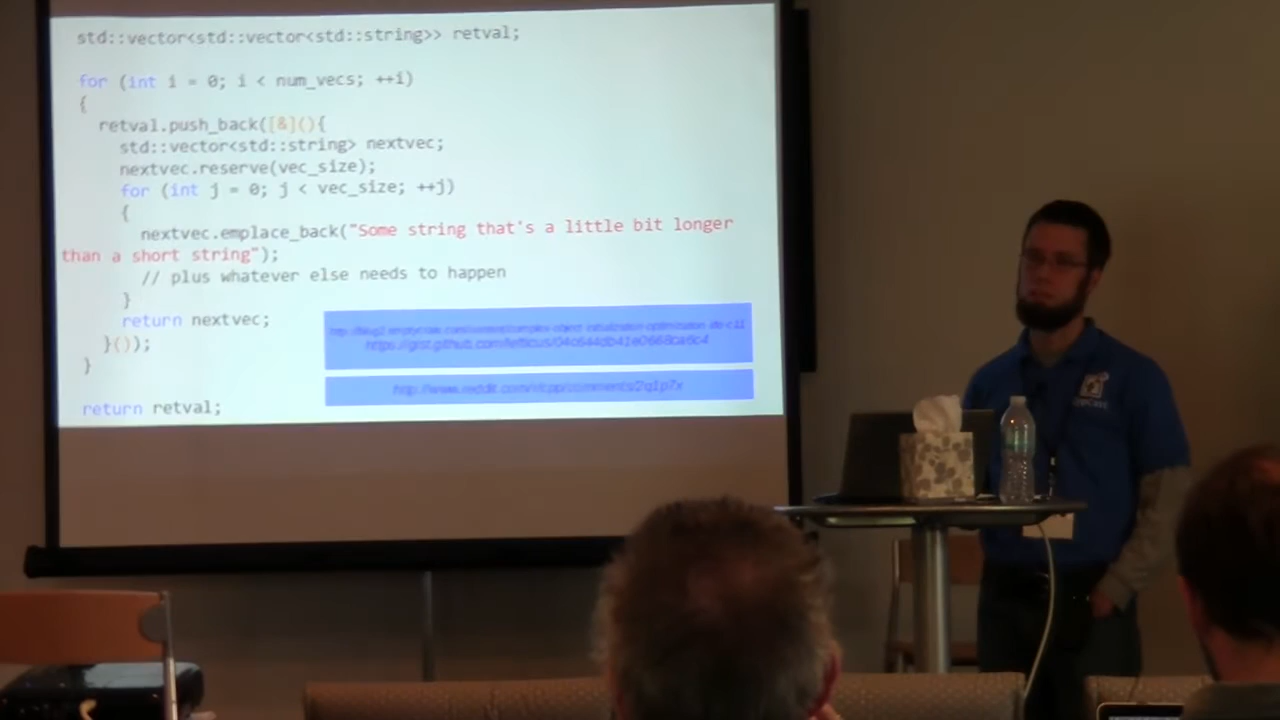 std::vector<std::vector<std::string>> retval;
for (int i = 0; i < num_vecs; ++i)
{
retval.push_back([&](){
std::vector<std::string> nextvec;
nextvec.reserve(vec_size);
for (int j = 0; j < vec_size; ++j)
{
nextvec.emplace_back("Some string that's a little bit longer
than a short string");
// plus whatever else needs to happen
}
return nextvec;
}());
}
return retval;